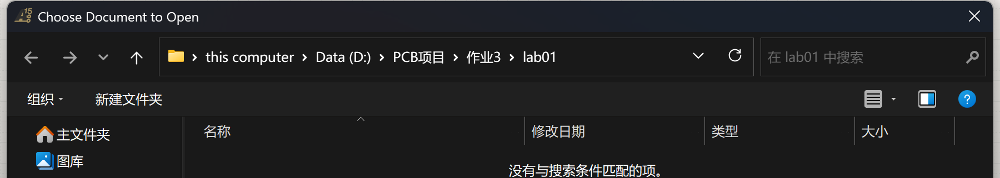 15
Choose Document to Open
this computer > Data (D:) > PCB项目 > 作业3 > lab01
在 lab01 中搜索
组织
新建文件夹
?
主文件夹
图库
名称
修改日期
类型
大小
没有与搜索条件匹配的项。